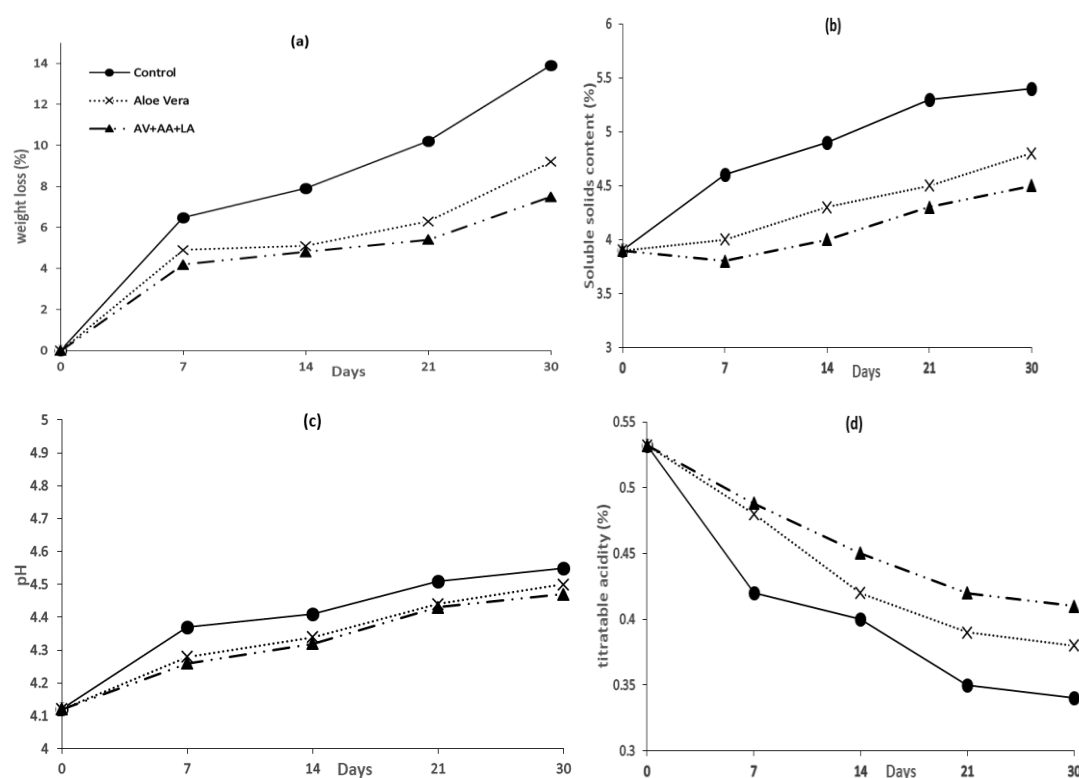 (a)
weight loss (%)
14
12
10
8
6
4
2
0
Control
Aloe Vera
AV+AA+LA
0 7 14 21 30
Days
(b)
Soluble solids content (%)
6
5.5
5
4.5
4
3.5
3
0 7 14 21 30
Days
(c)
pH
5
4.9
4.8
4.7
4.6
4.5
4.4
4.3
4.2
4.1
4
0 7 14 21 30
Days
(d)
titratable acidity (%)
0.55
0.5
0.45
0.4
0.35
0.3
0 7 14 21 30
Days